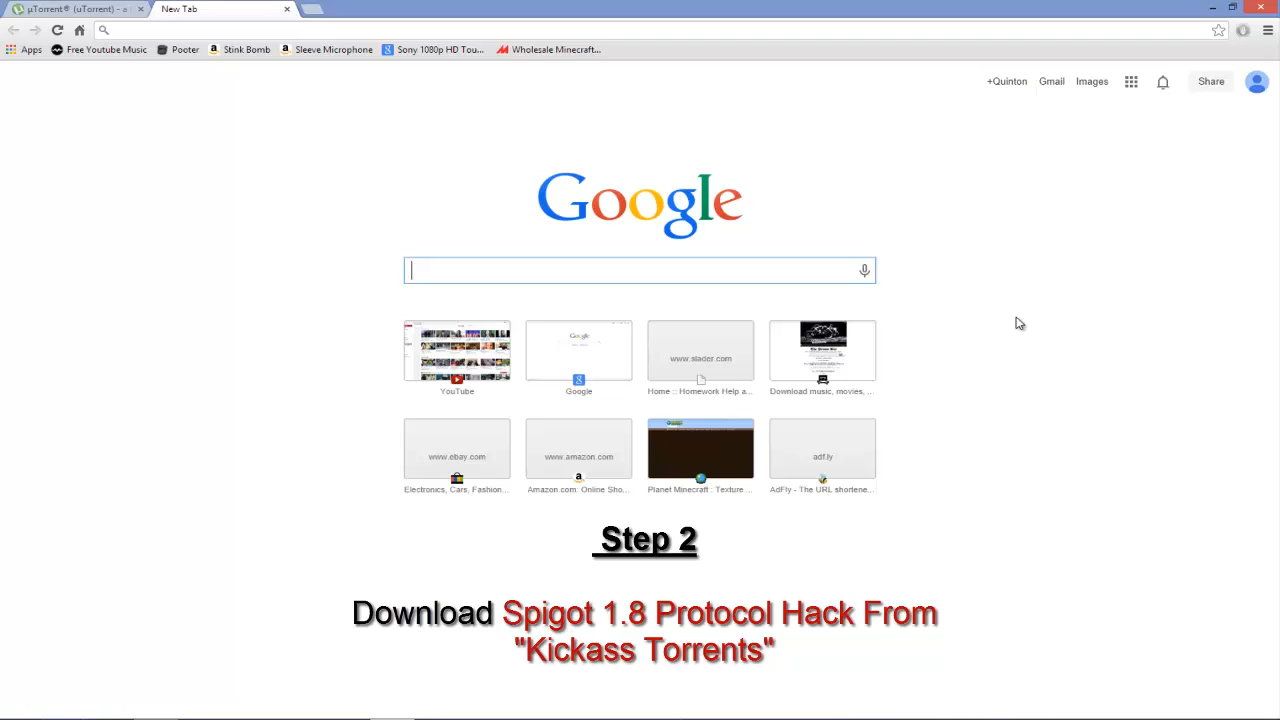 µTorrent® (uTorrent) - a
New Tab
Apps Free Youtube Music Pooter Stink Bomb Sleeve Microphone Sony 1080p HD Tou... Wholesale Minecraft...
+Quinton Gmail Images Share
Google
www.slader.com
YouTube Google Home :: Homework Help a... Download music, movies, ...
www.ebay.com www.amazon.com adf.ly
Electronics, Cars, Fashion... Amazon.com: Online Sho... Planet Minecraft : Texture ... AdFly - The URL shortene...
Step 2
Download Spigot 1.8 Protocol Hack From
"Kickass Torrents"